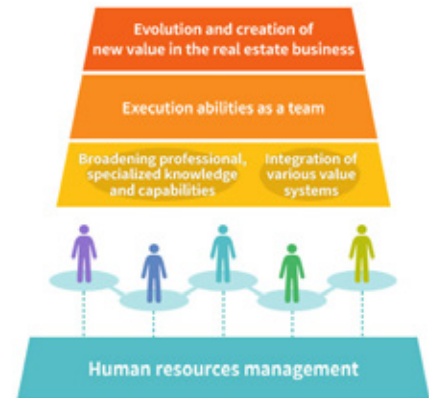 Evolution and creation of
new value in the real estate business
Execution abilities as a team
Broadening professional,
specialized knowledge
and capabilities
Integration of
various value
systems
Human resources management